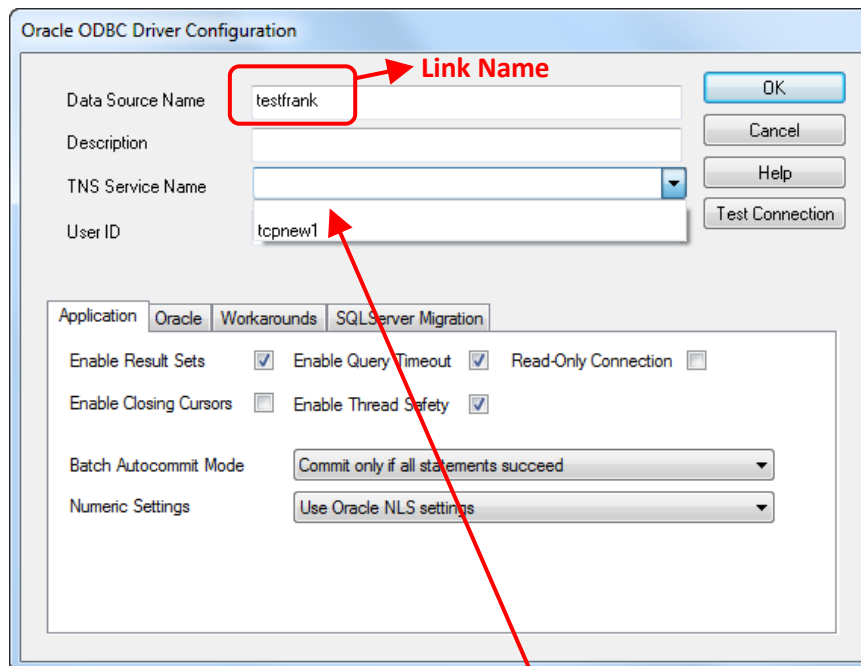 Oracle ODBC Driver Configuration
Link Name
Data Source Name testfrank OK
Description Cancel
TNS Service Name Help
User ID tcpnew1 Test Connection
Application Oracle Workarounds SQLServer Migration
Enable Result Sets Enable Query Timeout Read-Only Connection
Enable Closing Cursors Enable Thread Safety
Batch Autocommit Mode Commit only if all statements succeed
Numeric Settings Use Oracle NLS settings